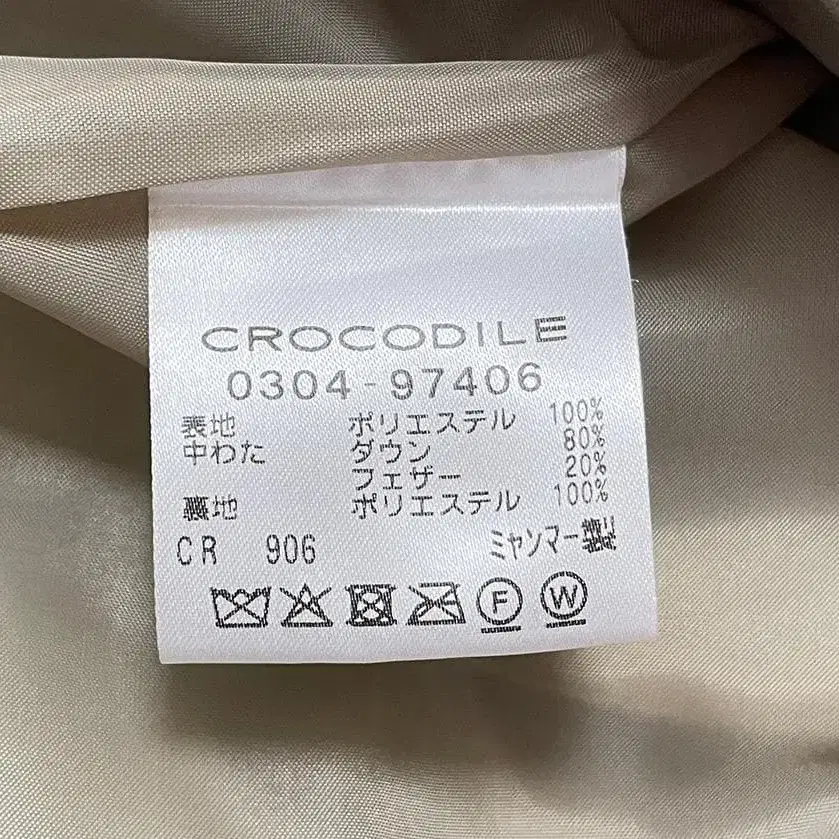 CROCODILE
0304-97406
表地 ポリエステル 100%
中わた ダウン 80%
フェザー 20%
裏地 ポリエステル 100%
CR 906 ミャンマー製
F W